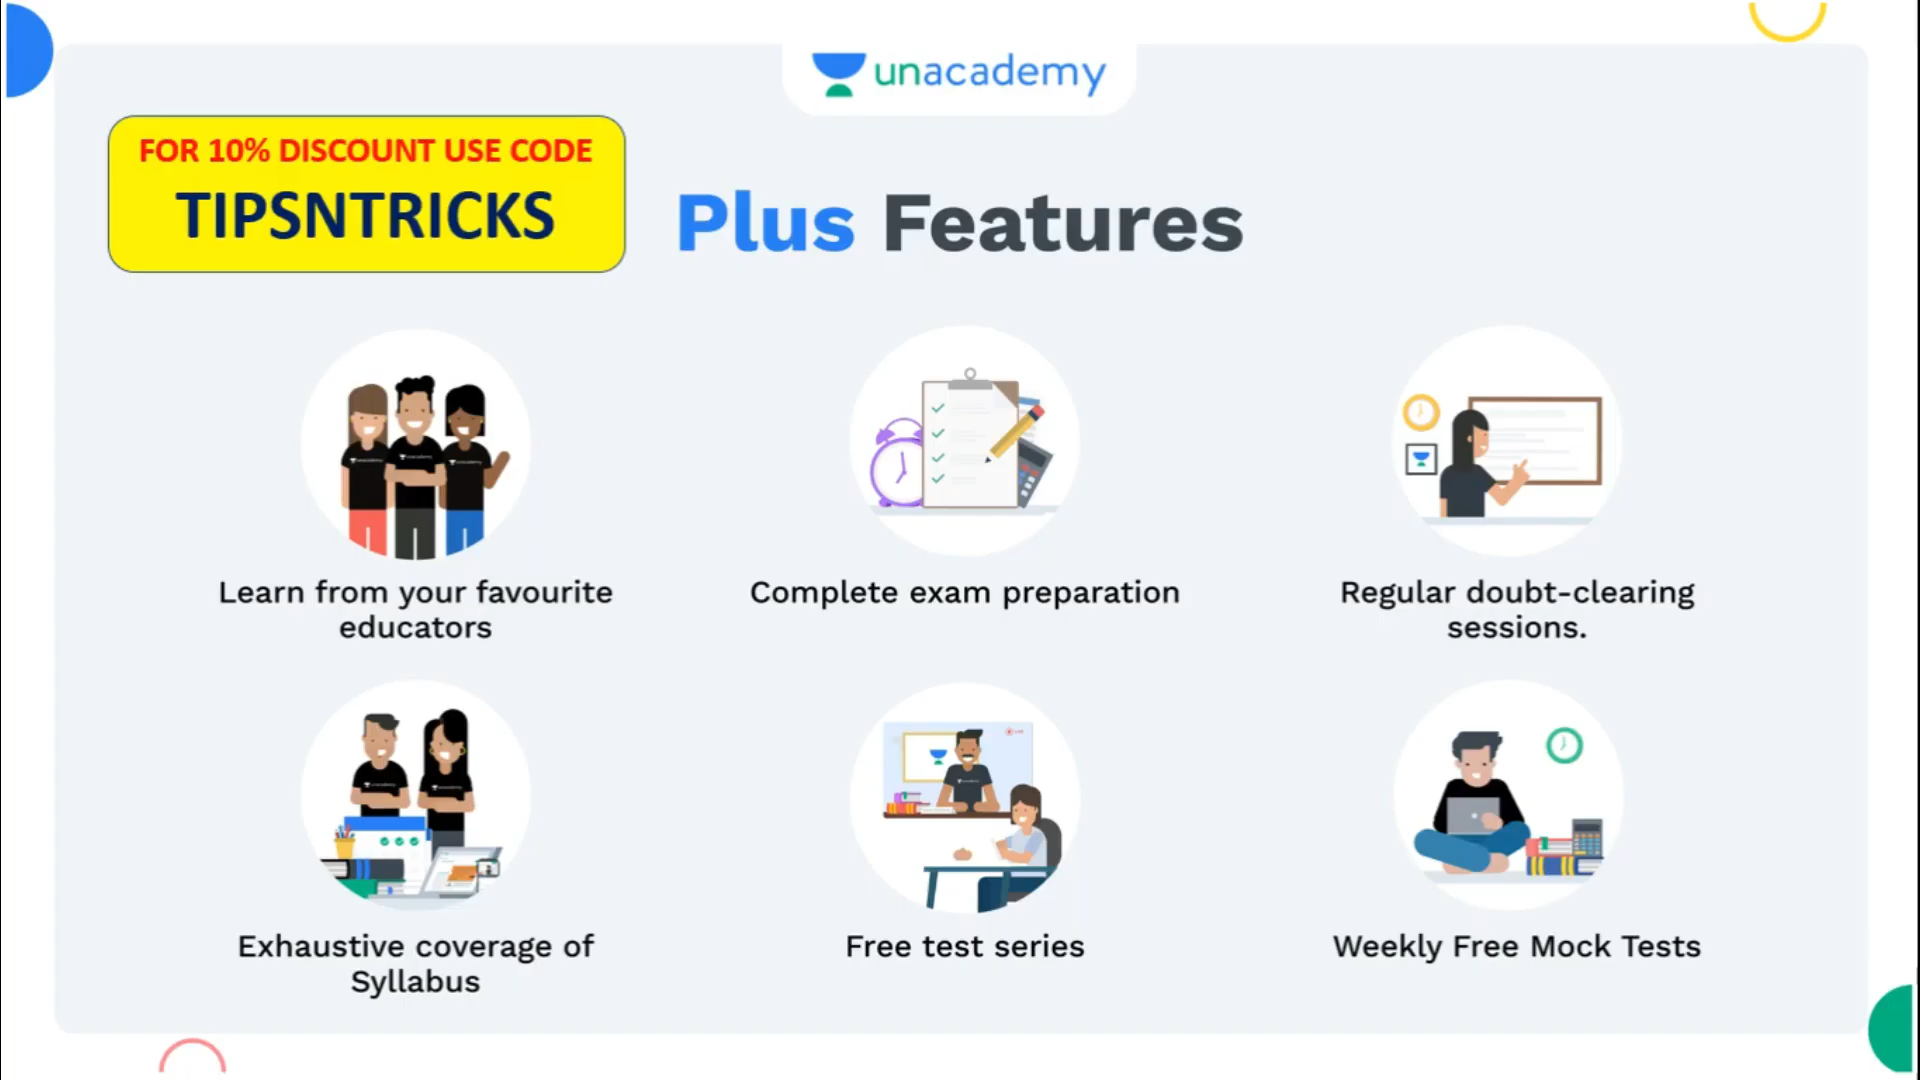 unacademy
FOR 10% DISCOUNT USE CODE
TIPSNTRICKS
Plus Features
Learn from your favourite
educators
Complete exam preparation
Regular doubt-clearing
sessions.
Exhaustive coverage of
Syllabus
Free test series
Weekly Free Mock Tests